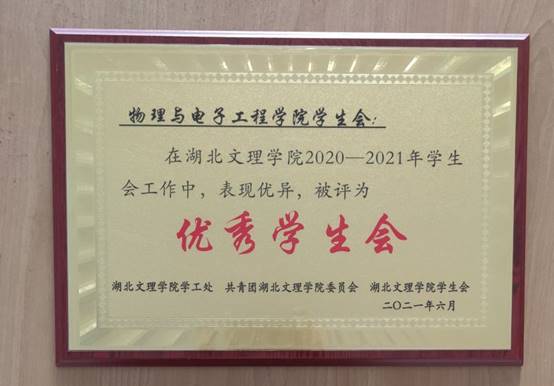 物理与电子工程学院学生会:
在湖北文理学院2020—2021年学生
会工作中，表现优异，被评为
优秀学生会
湖北文理学院学工处 共青团湖北文理学院委员会 湖北文理学院学生会
二〇二一年六月